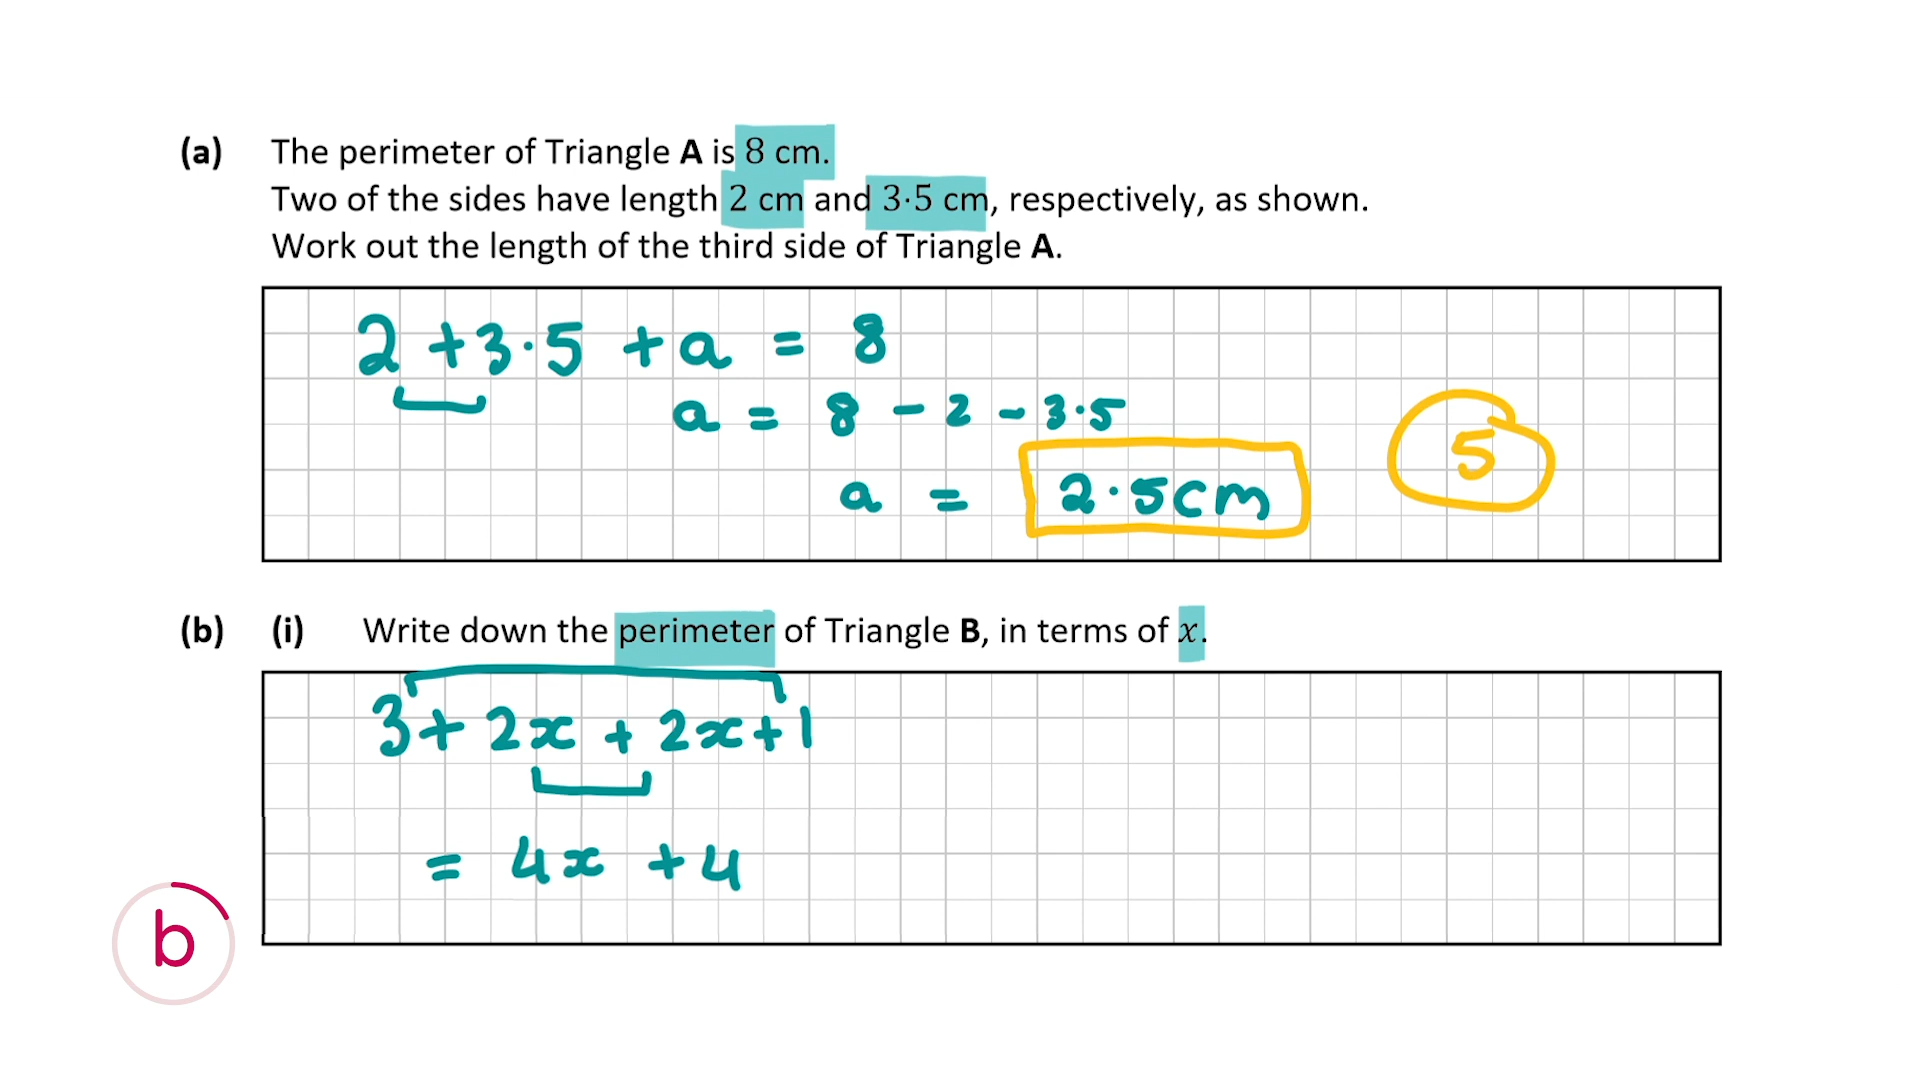 (a) The perimeter of Triangle A is 8 cm.
Two of the sides have length 2 cm and 3·5 cm, respectively, as shown.
Work out the length of the third side of Triangle A.
2 + 3·5 + a = 8
a = 8 - 2 - 3·5
a = 2·5cm
5
(b) (i) Write down the perimeter of Triangle B, in terms of x.
3 + 2x + 2x + 1
= 4x + 4
b